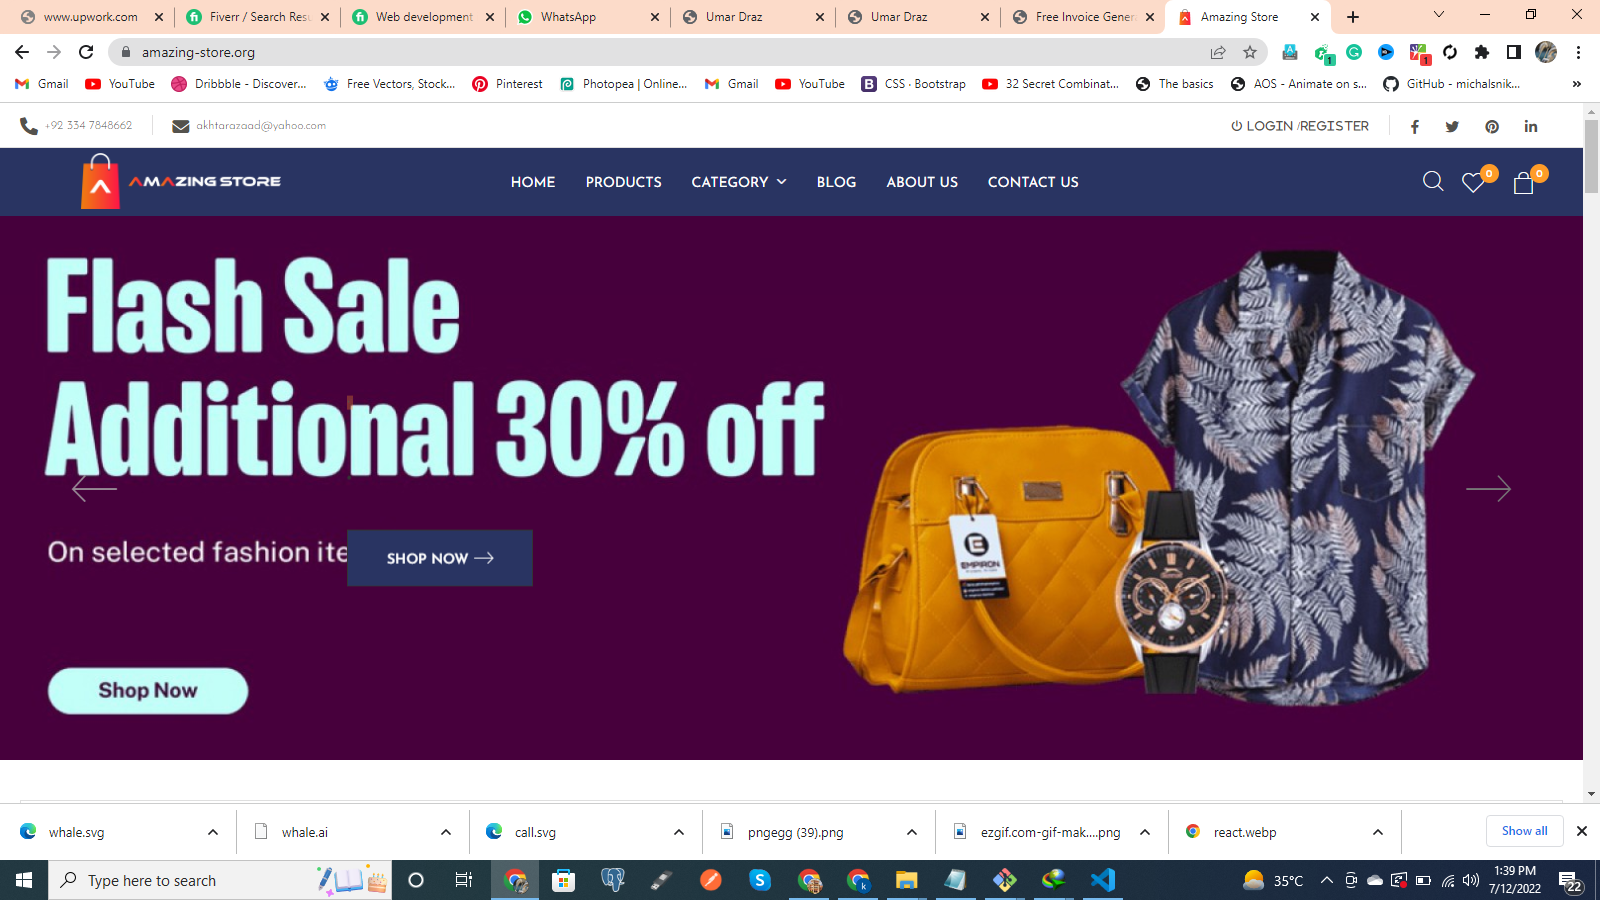 www.upwork.com
Fiverr / Search Resu
Web development
WhatsApp
Umar Draz
Umar Draz
Free Invoice Gener
Amazing Store
amazing-store.org
1
1
Gmail
YouTube
Dribbble - Discover...
Free Vectors, Stock...
Pinterest
Photopea | Online...
Gmail
YouTube
CSS · Bootstrap
32 Secret Combinat...
The basics
AOS - Animate on s...
GitHub - michalsnik...
»
+92 334 7848662
akhtarazaad@yahoo.com
LOGIN /REGISTER
AMAZING STORE
HOME
PRODUCTS
CATEGORY
BLOG
ABOUT US
CONTACT US
0
0
Flash Sale
Additional 30% off
On selected fashion ite
SHOP NOW
Shop Now
EMPIRON
whale.svg
whale.ai
call.svg
pngegg (39).png
ezgif.com-gif-mak....png
react.webp
Show all
Type here to search
35°C
1:39 PM
7/12/2022
22